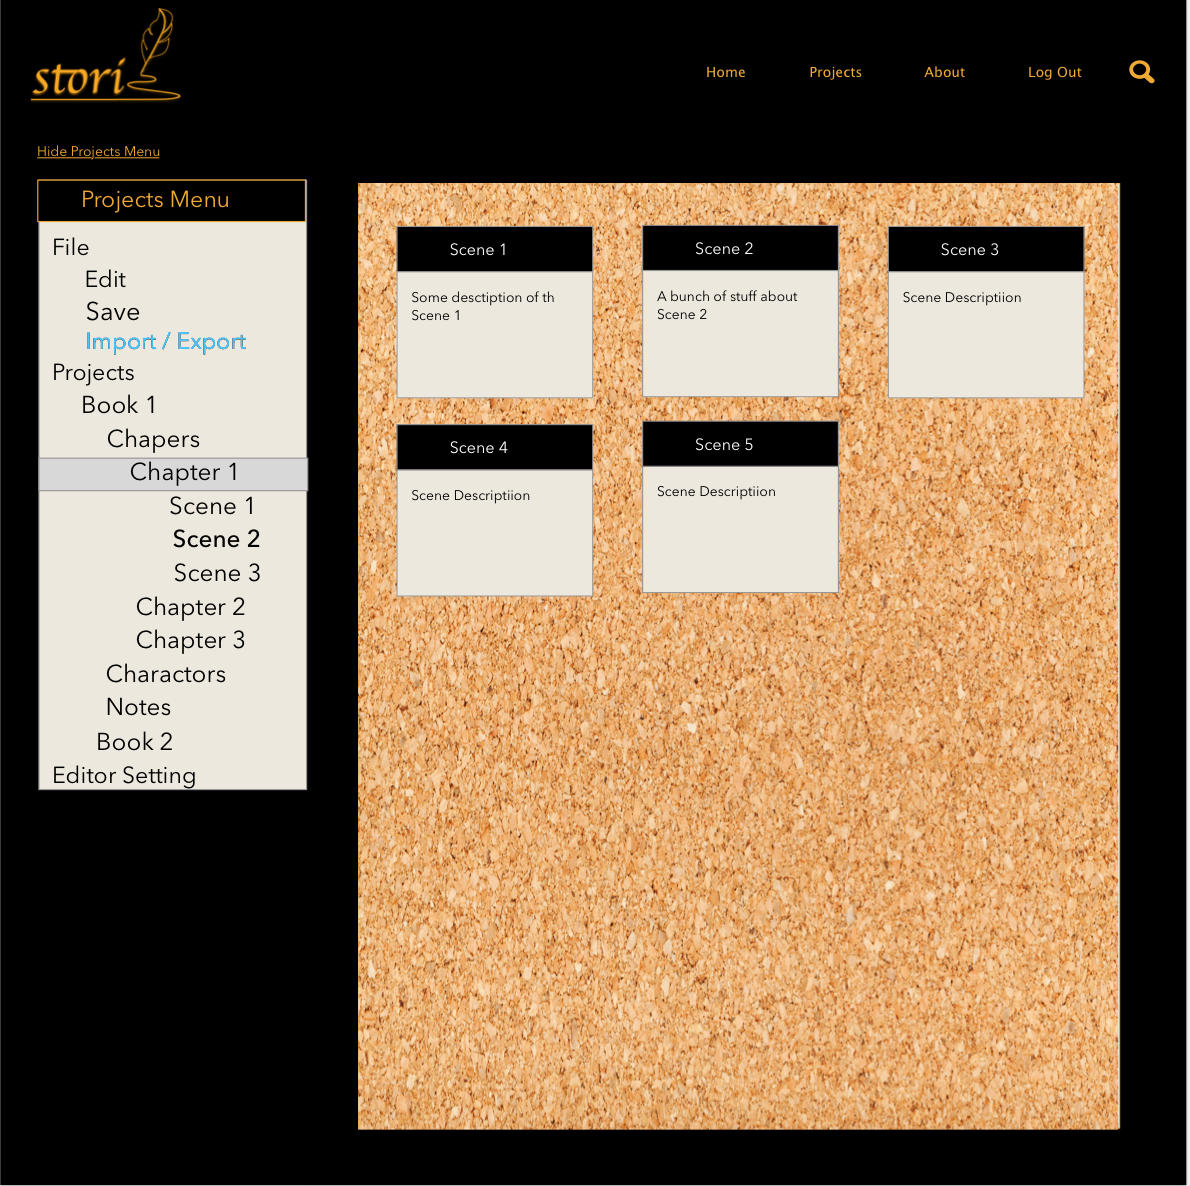 stori
Home
Projects
About
Log Out
Hide Projects Menu
Projects Menu
File
Edit
Save
Import / Export
Projects
Book 1
Chapers
Chapter 1
Scene 1
Scene 2
Scene 3
Chapter 2
Chapter 3
Charactors
Notes
Book 2
Editor Setting
Scene 1
Some desctiption of th
Scene 1
Scene 2
A bunch of stuff about
Scene 2
Scene 3
Scene Descriptiion
Scene 4
Scene Descriptiion
Scene 5
Scene Descriptiion